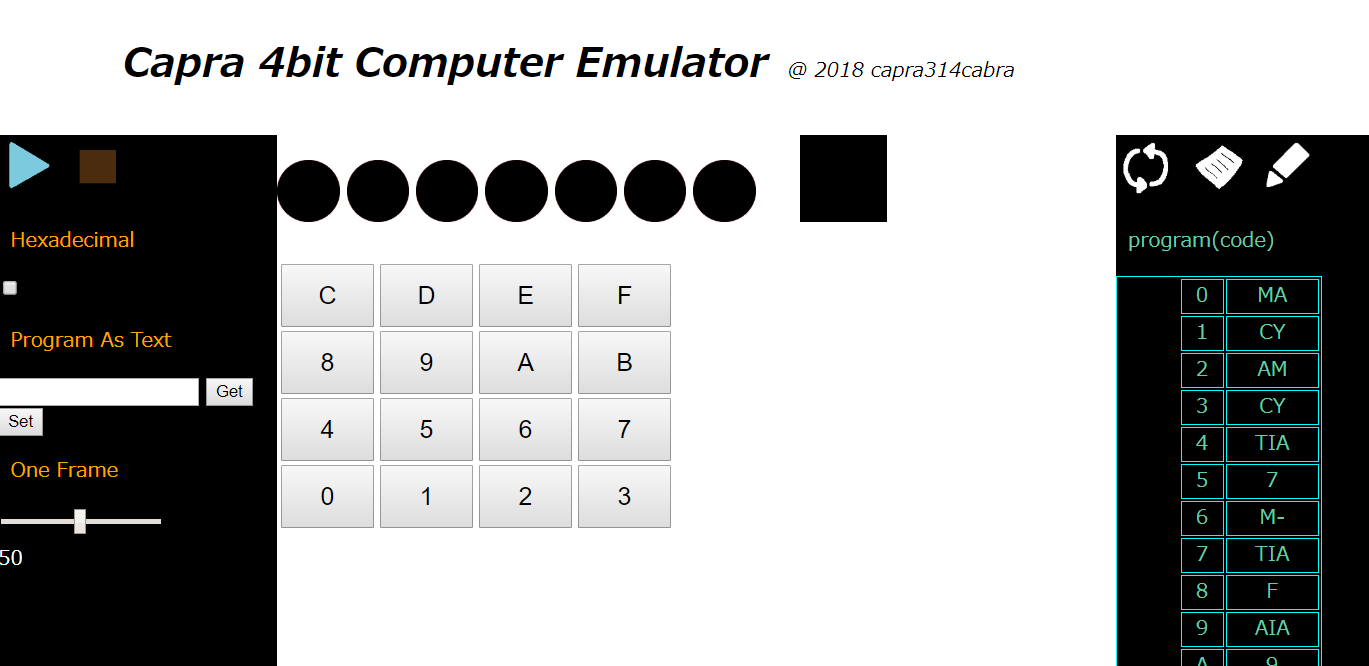 Capra 4bit Computer Emulator @ 2018 capra314cabra
Hexadecimal
Program As Text
Get
Set
One Frame
50
C D E F
8 9 A B
4 5 6 7
0 1 2 3
program(code)
0 MA
1 CY
2 AM
3 CY
4 TIA
5 7
6 M-
7 TIA
8 F
9 AIA
A 9